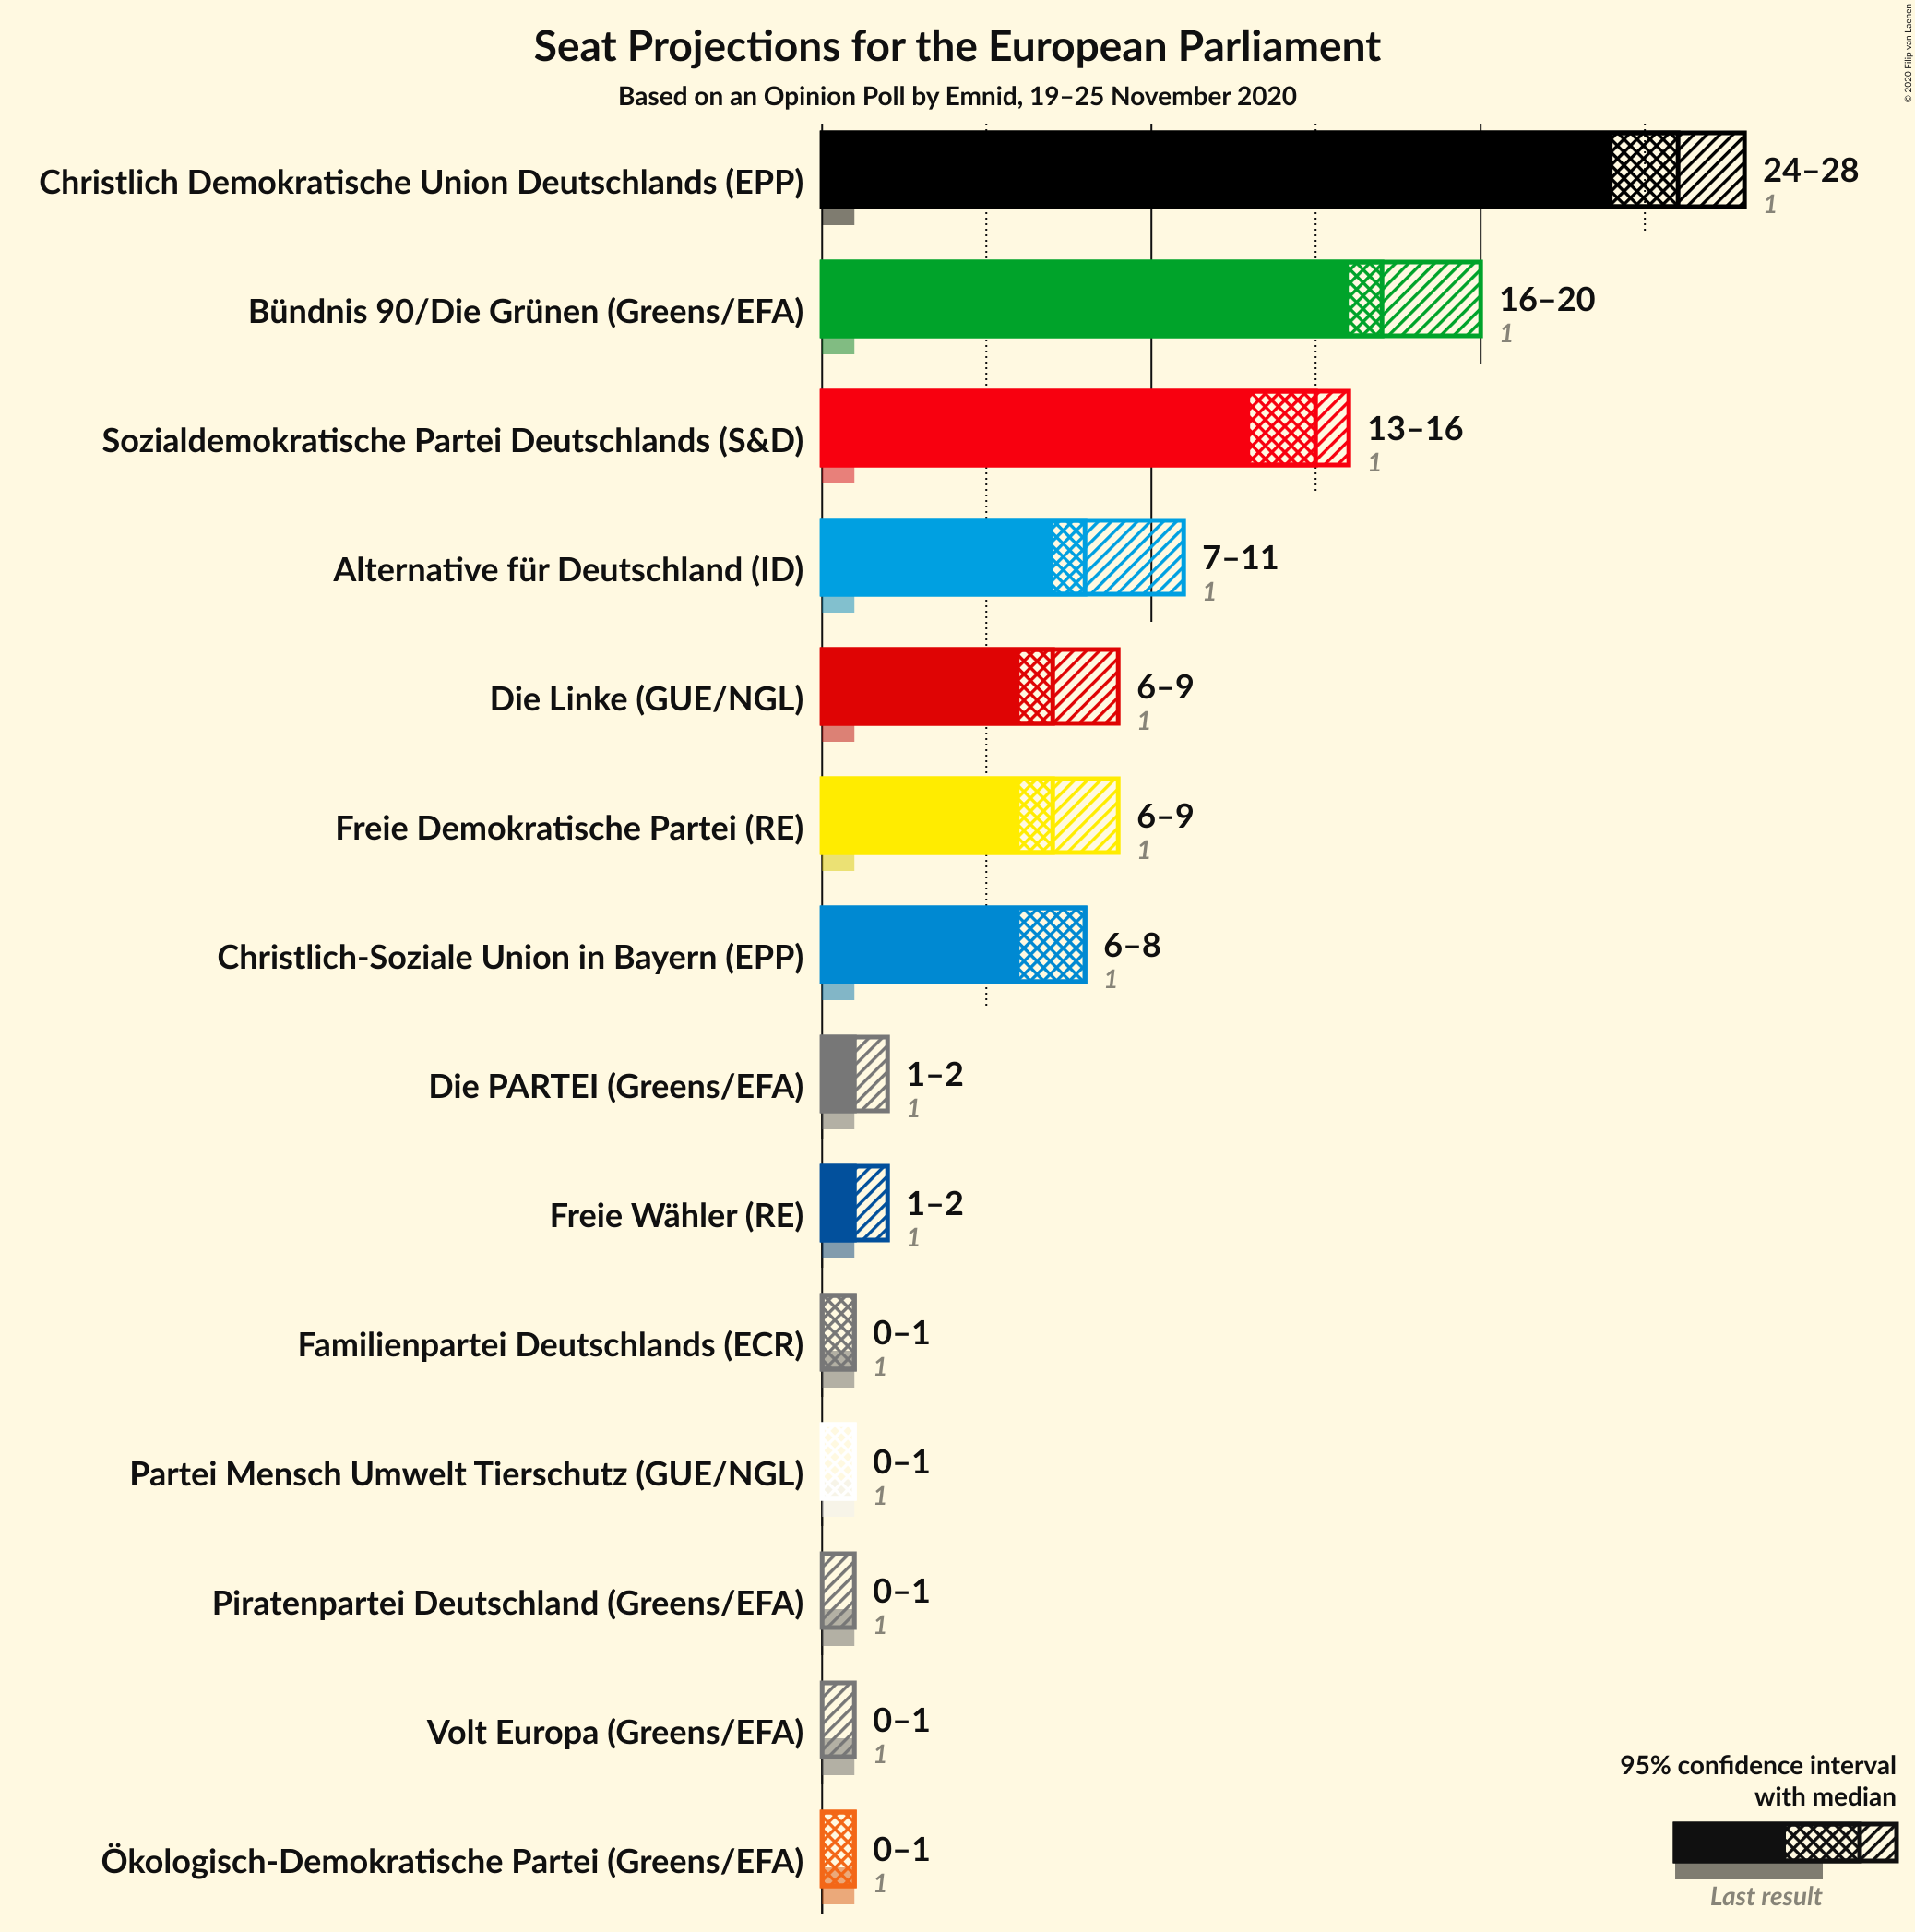 Seat Projections for the European Parliament
Based on an Opinion Poll by Emnid, 19–25 November 2020
© 2020 Filip van Laenen
Christlich Demokratische Union Deutschlands (EPP)
24–28
1
Bündnis 90/Die Grünen (Greens/EFA)
16–20
1
Sozialdemokratische Partei Deutschlands (S&D)
13–16
1
Alternative für Deutschland (ID)
7–11
1
Die Linke (GUE/NGL)
6–9
1
Freie Demokratische Partei (RE)
6–9
1
Christlich-Soziale Union in Bayern (EPP)
6–8
1
Die PARTEI (Greens/EFA)
1–2
1
Freie Wähler (RE)
1–2
1
Familienpartei Deutschlands (ECR)
0–1
1
Partei Mensch Umwelt Tierschutz (GUE/NGL)
0–1
1
Piratenpartei Deutschland (Greens/EFA)
0–1
1
Volt Europa (Greens/EFA)
0–1
1
Ökologisch-Demokratische Partei (Greens/EFA)
0–1
1
95% confidence interval
with median
Last result